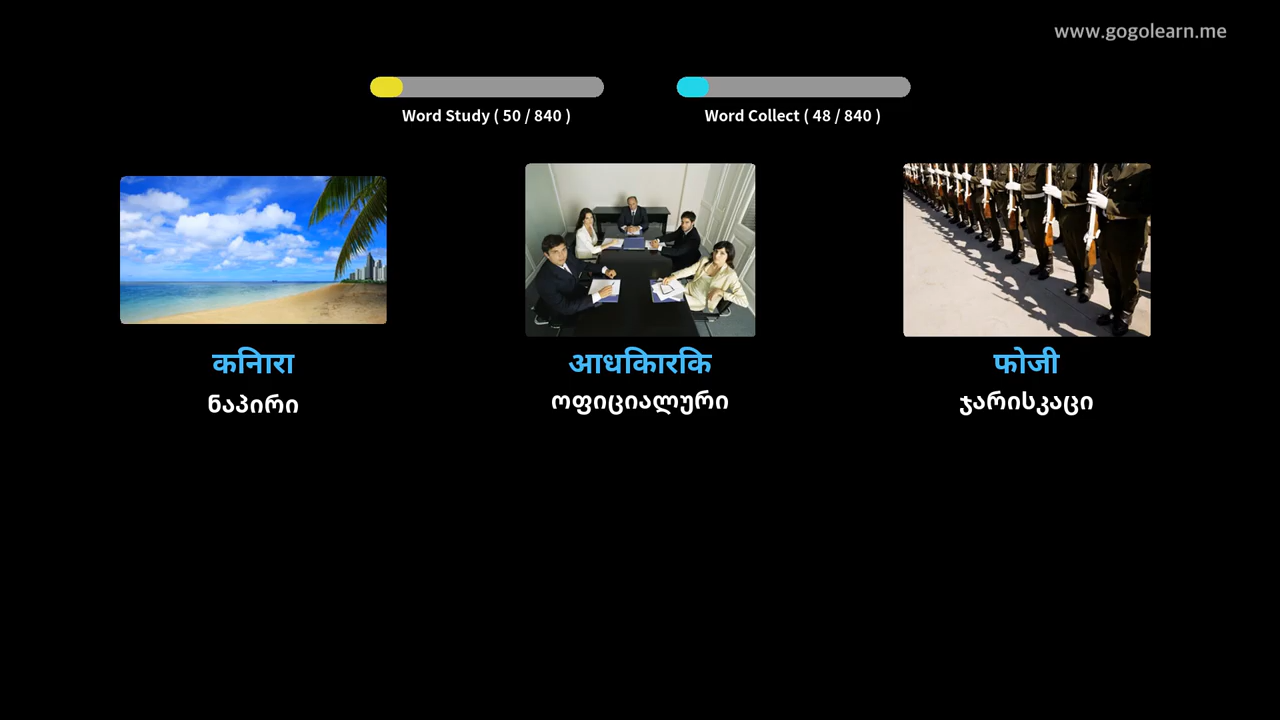 www.gogolearn.me
Word Study ( 50 / 840 )
Word Collect ( 48 / 840 )
कनिारा
आधकिारकि
फोजी
ნაპირი
ოფიციალური
ჯარისკაცი